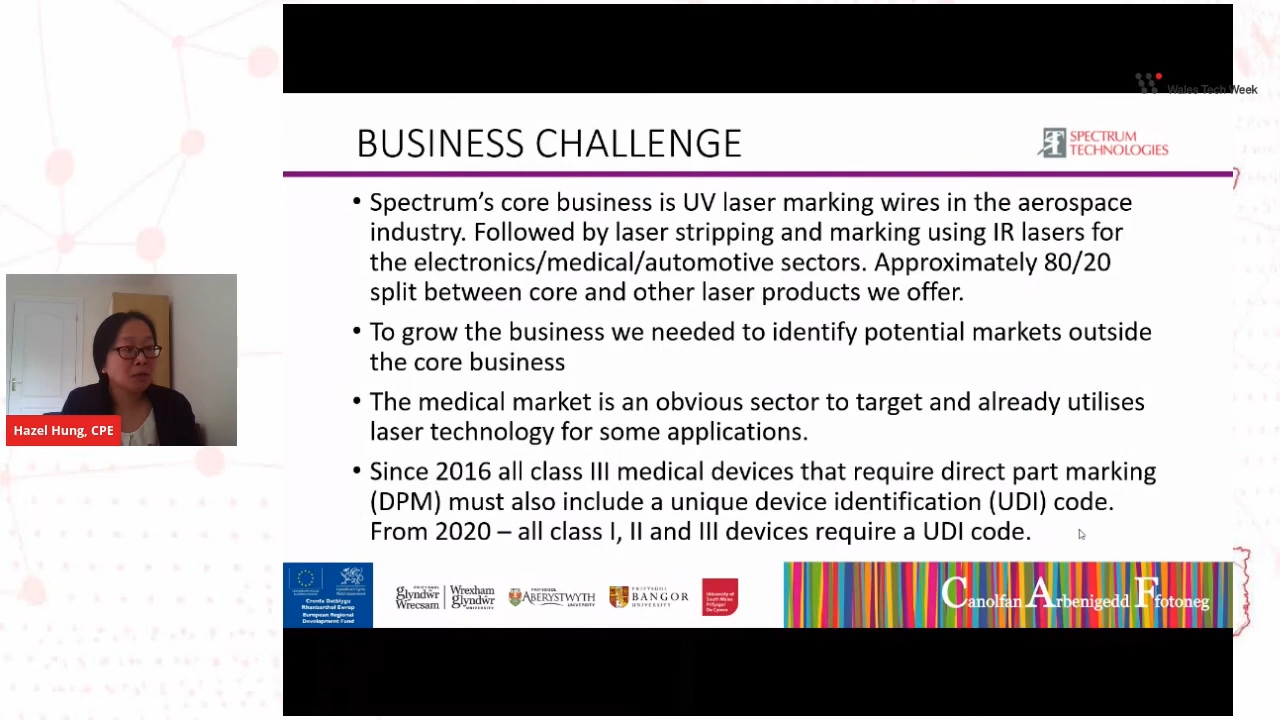 Wales Tech Week
BUSINESS CHALLENGE
SPECTRUM
TECHNOLOGIES
• Spectrum's core business is UV laser marking wires in the aerospace
industry. Followed by laser stripping and marking using IR lasers for
the electronics/medical/automotive sectors. Approximately 80/20
split between core and other laser products we offer.
• To grow the business we needed to identify potential markets outside
the core business
• The medical market is an obvious sector to target and already utilises
laser technology for some applications.
• Since 2016 all class III medical devices that require direct part marking
(DPM) must also include a unique device identification (UDI) code.
From 2020 – all class I, II and III devices require a UDI code.
Hazel Hung, CPE
Cronfa Datblygu
Rhanbarthol Ewrop
European Regional
Development Fund
glyndŵr
Wrecsam
Wrexham
glyndŵr
UNIVERSITY
ABERYSTWYTH
UNIVERSITY
PRIFYSGOL
BANGOR
UNIVERSITY
University of
South Wales
Prifysgol
De Cymru
Canolfan Arbenigedd Ffotoneg